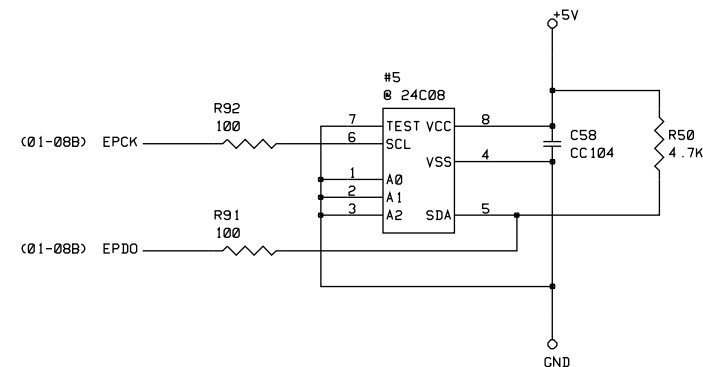 +5V
#5
@ 24C08
R92
100
7
TEST VCC
8
(01-08B) EPCK
6
SCL
C58
CC104
R50
4.7K
VSS
4
1
A0
2
A1
3
A2
SDA
5
R91
100
(01-08B) EPDO
GND